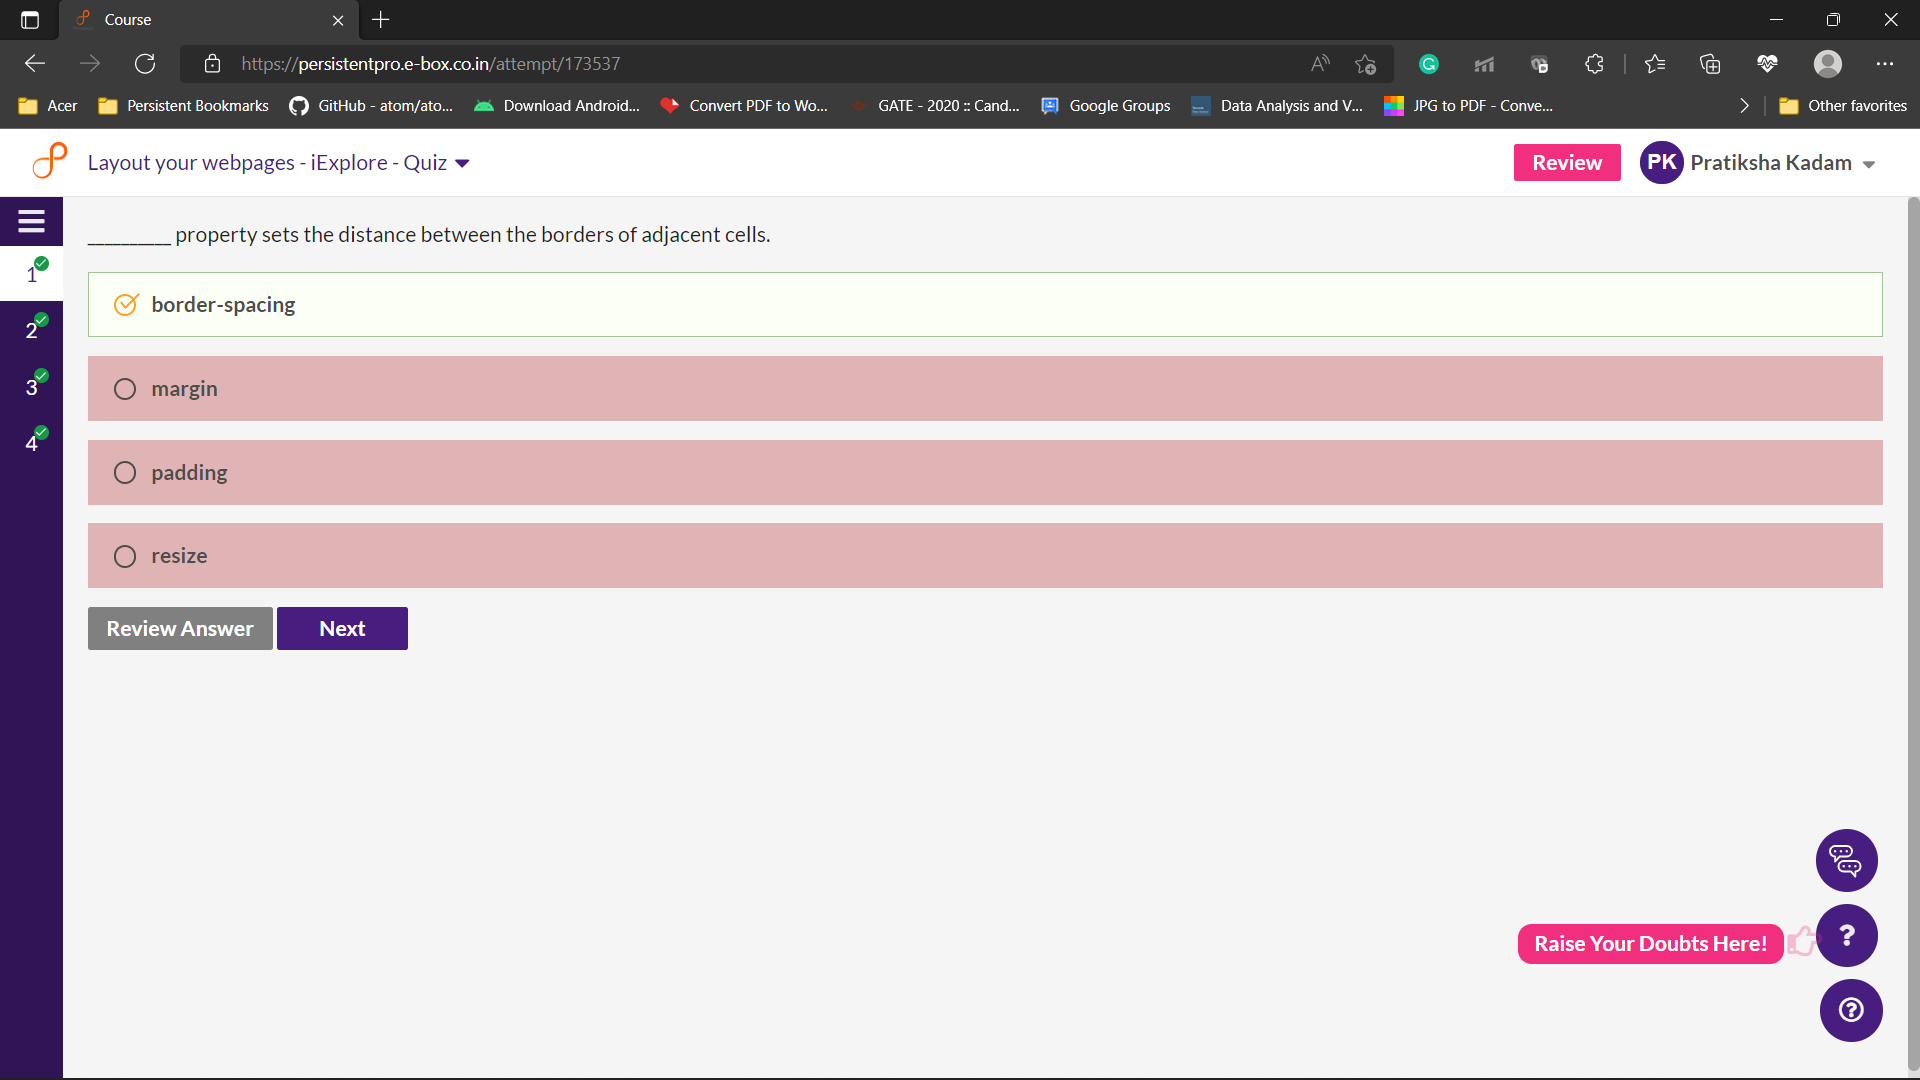 Course
https://persistentpro.e-box.co.in/attempt/173537
Acer
Persistent Bookmarks
GitHub - atom/ato...
Download Android...
Convert PDF to Wo...
GATE - 2020 :: Cand...
Google Groups
Data Analysis and V...
JPG to PDF - Conve...
Other favorites
Layout your webpages - iExplore - Quiz
Review
PK
Pratiksha Kadam
1
2
3
4
__________ property sets the distance between the borders of adjacent cells.
border-spacing
margin
padding
resize
Review Answer
Next
Raise Your Doubts Here!